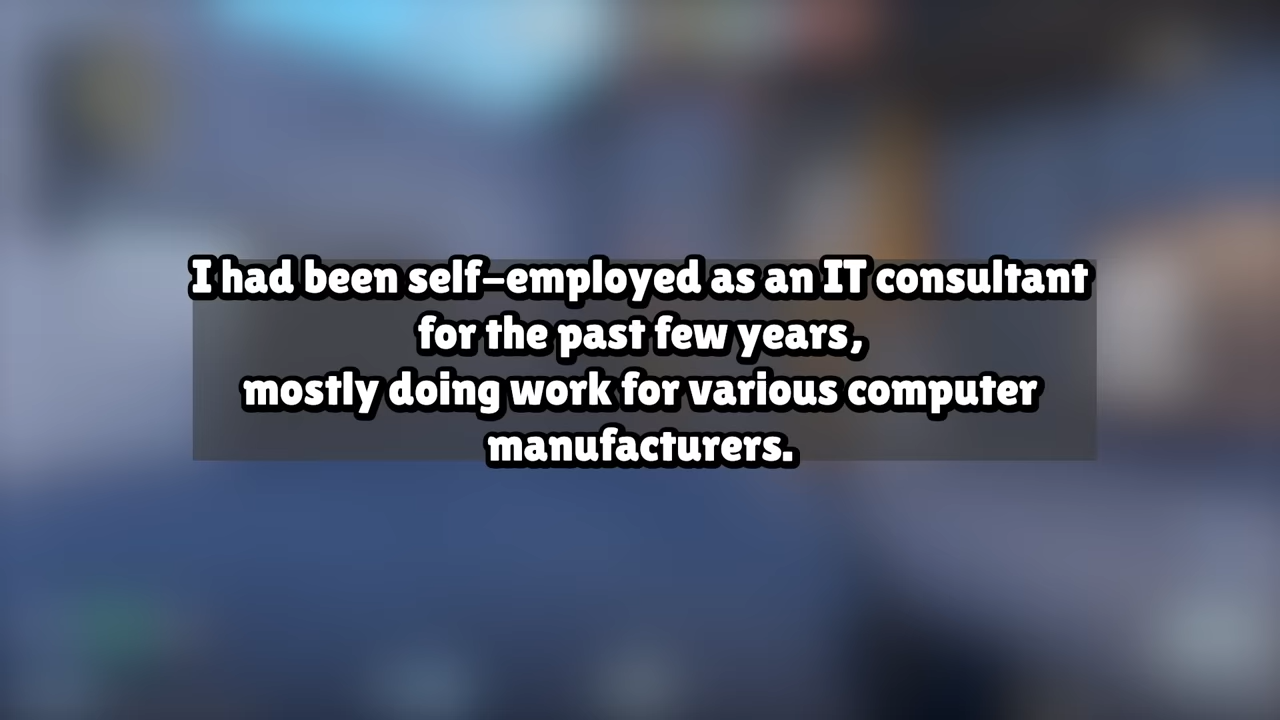 I had been self-employed as an IT consultant
for the past few years,
mostly doing work for various computer
manufacturers.